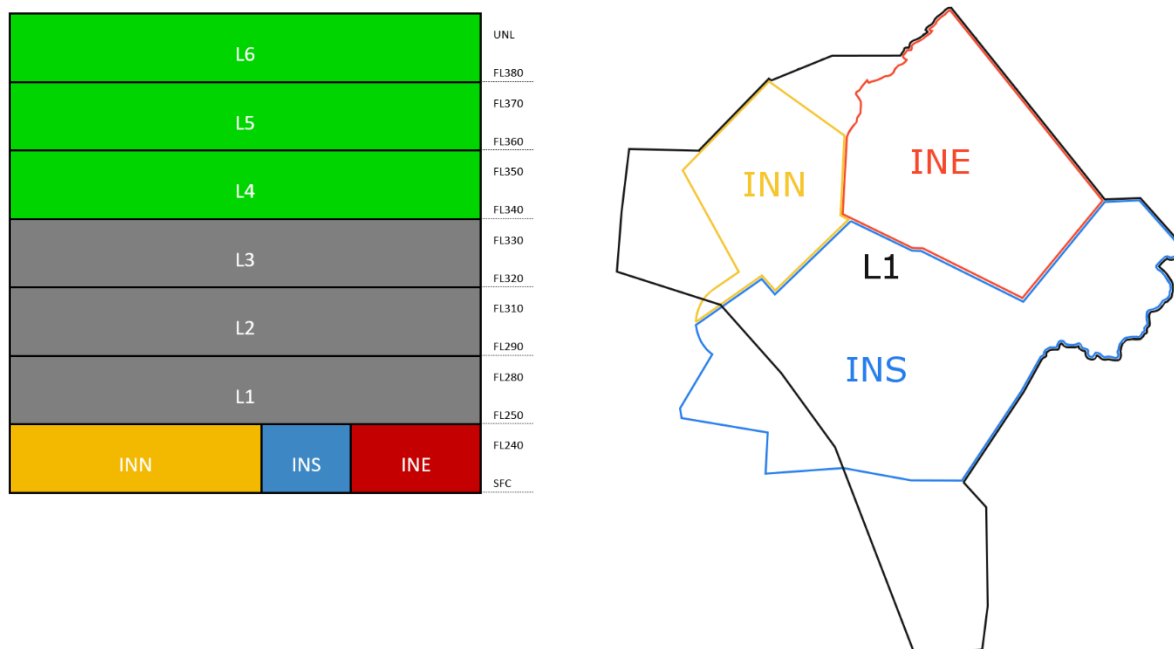 L6
UNL
FL380
L5
FL370
FL360
L4
FL350
FL340
L3
FL330
FL320
L2
FL310
FL290
L1
FL280
FL250
INN
INS
INE
FL240
SFC
INN
INE
L1
INS